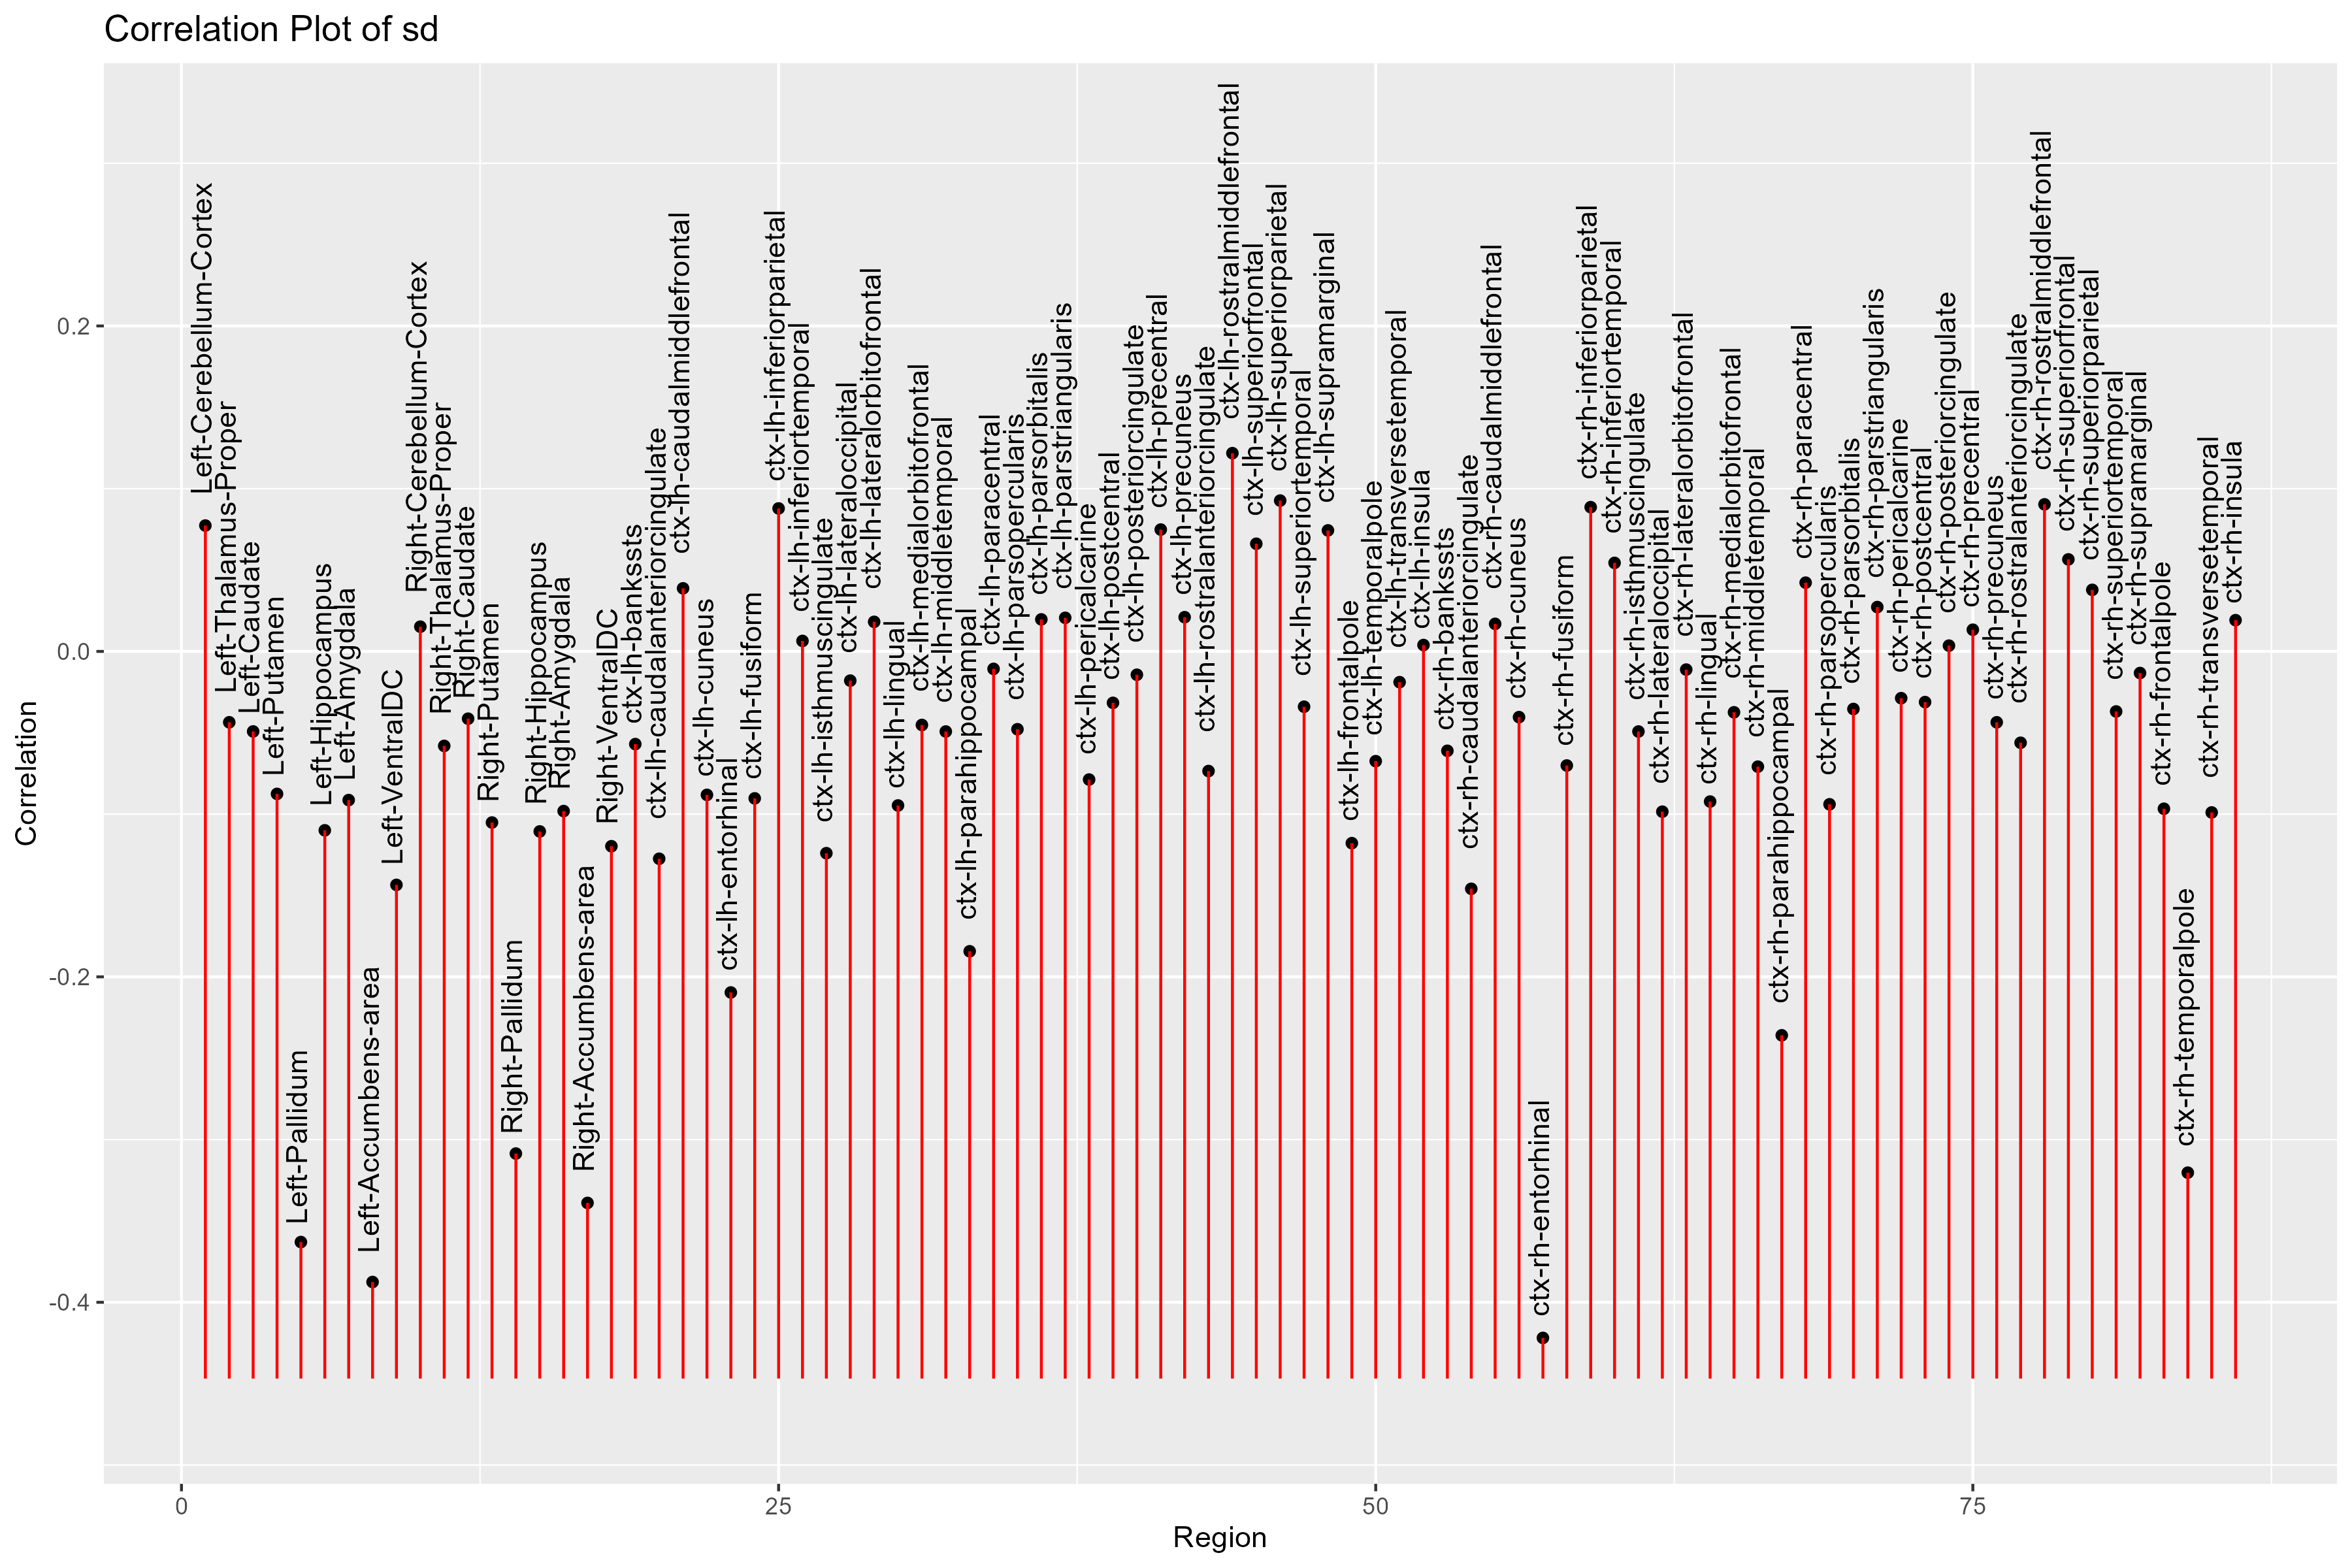 Correlation Plot of sd
Correlation
0.2
0.0
-0.2
-0.4
Left-Cerebellum-Cortex
Left-Thalamus-Proper
Left-Caudate
Left-Putamen
Left-Pallidum
Left-Hippocampus
Left-Amygdala
Left-Accumbens-area
Left-VentralDC
Right-Cerebellum-Cortex
Right-Thalamus-Proper
Right-Caudate
Right-Putamen
Right-Pallidum
Right-Hippocampus
Right-Amygdala
Right-Accumbens-area
Right-VentralDC
ctx-lh-bankssts
ctx-lh-caudalanteriorcingulate
ctx-lh-caudalmiddlefrontal
ctx-lh-cuneus
ctx-lh-entorhinal
ctx-lh-fusiform
ctx-lh-inferiorparietal
ctx-lh-inferiortemporal
ctx-lh-isthmuscingulate
ctx-lh-lateraloccipital
ctx-lh-lateralorbitofrontal
ctx-lh-lingual
ctx-lh-medialorbitofrontal
ctx-lh-middletemporal
ctx-lh-parahippocampal
ctx-lh-paracentral
ctx-lh-parsopercularis
ctx-lh-parsorbitalis
ctx-lh-parstriangularis
ctx-lh-pericalcarine
ctx-lh-postcentral
ctx-lh-posteriorcingulate
ctx-lh-precentral
ctx-lh-precuneus
ctx-lh-rostralanteriorcingulate
ctx-lh-rostralmiddlefrontal
ctx-lh-superiorfrontal
ctx-lh-superiorparietal
ctx-lh-superiortemporal
ctx-lh-supramarginal
ctx-lh-frontalpole
ctx-lh-temporalpole
ctx-lh-transversetemporal
ctx-lh-insula
ctx-rh-bankssts
ctx-rh-caudalanteriorcingulate
ctx-rh-caudalmiddlefrontal
ctx-rh-cuneus
ctx-rh-entorhinal
ctx-rh-fusiform
ctx-rh-inferiorparietal
ctx-rh-inferiortemporal
ctx-rh-isthmuscingulate
ctx-rh-lateraloccipital
ctx-rh-lateralorbitofrontal
ctx-rh-lingual
ctx-rh-medialorbitofrontal
ctx-rh-middletemporal
ctx-rh-parahippocampal
ctx-rh-paracentral
ctx-rh-parsopercularis
ctx-rh-parsorbitalis
ctx-rh-parstriangularis
ctx-rh-pericalcarine
ctx-rh-postcentral
ctx-rh-posteriorcingulate
ctx-rh-precentral
ctx-rh-precuneus
ctx-rh-rostralanteriorcingulate
ctx-rh-rostralmiddlefrontal
ctx-rh-superiorfrontal
ctx-rh-superiorparietal
ctx-rh-superiortemporal
ctx-rh-supramarginal
ctx-rh-frontalpole
ctx-rh-temporalpole
ctx-rh-transversetemporal
ctx-rh-insula
0
25
50
75
Region